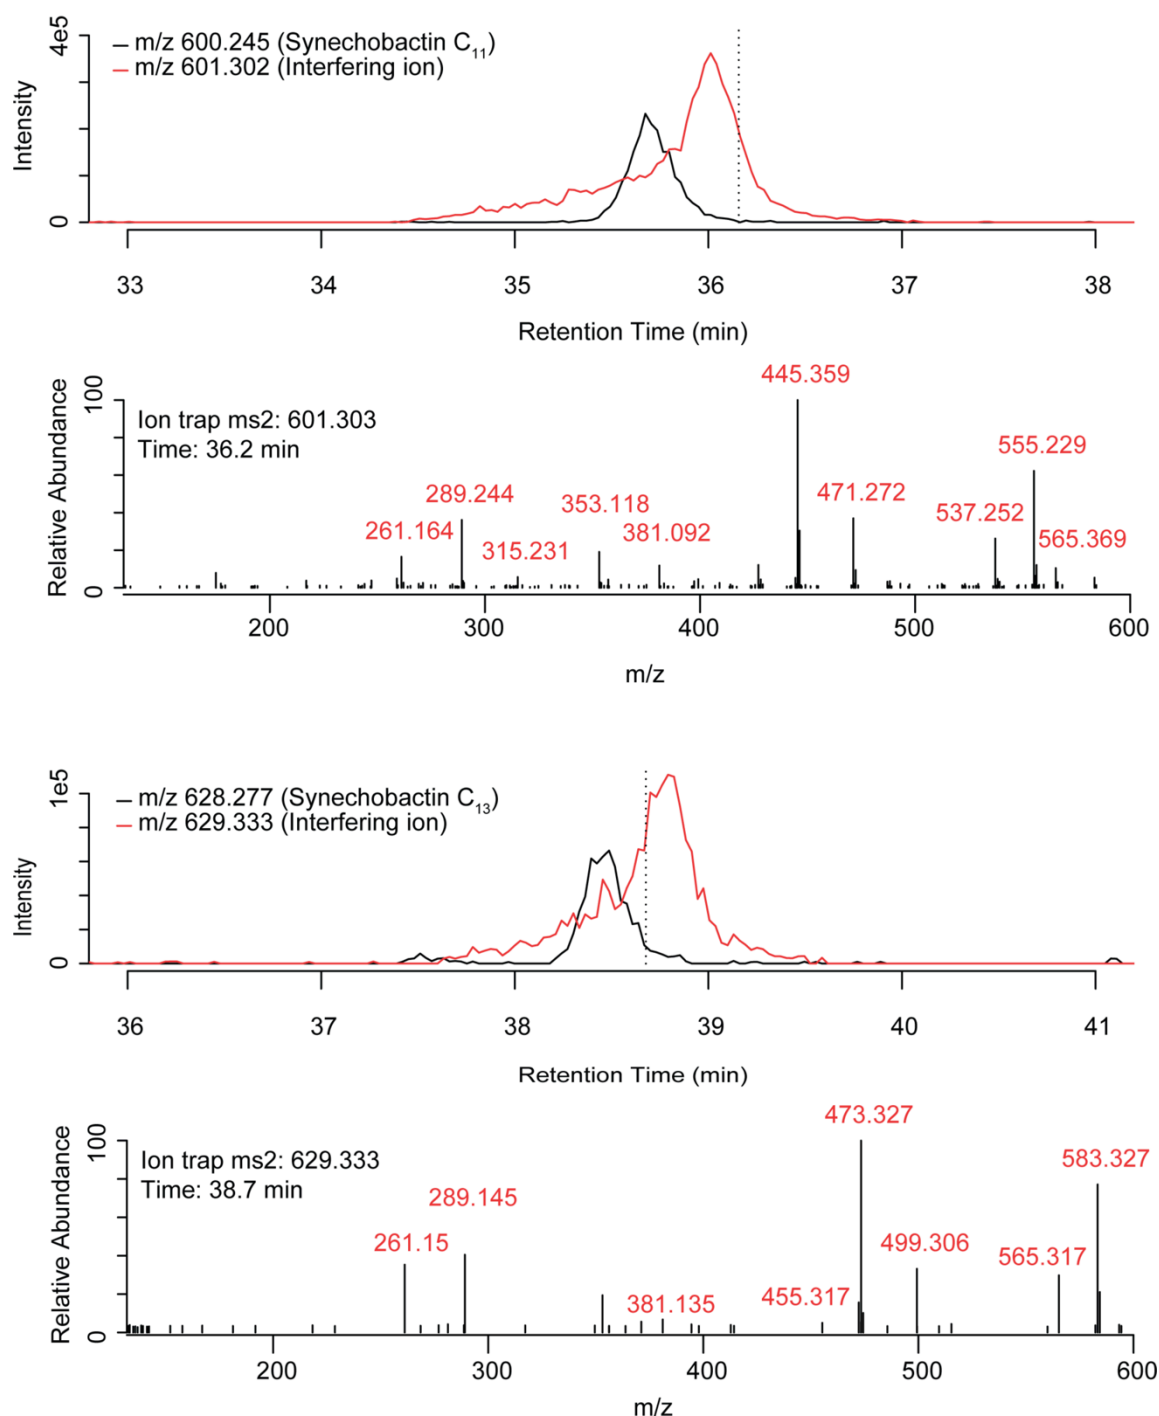 4e5
Intensity
0
m/z 600.245 (Synechobactin C11)
m/z 601.302 (Interfering ion)
33 34 35 36 37 38
Retention Time (min)
100
Relative Abundance
0
Ion trap ms2: 601.303
Time: 36.2 min
261.164
289.244
315.231
353.118
381.092
445.359
471.272
537.252
555.229
565.369
200 300 400 500 600
m/z
1e5
Intensity
0
m/z 628.277 (Synechobactin C13)
m/z 629.333 (Interfering ion)
36 37 38 39 40 41
Retention Time (min)
100
Relative Abundance
0
Ion trap ms2: 629.333
Time: 38.7 min
261.15
289.145
381.135
455.317
473.327
499.306
565.317
583.327
200 300 400 500 600
m/z